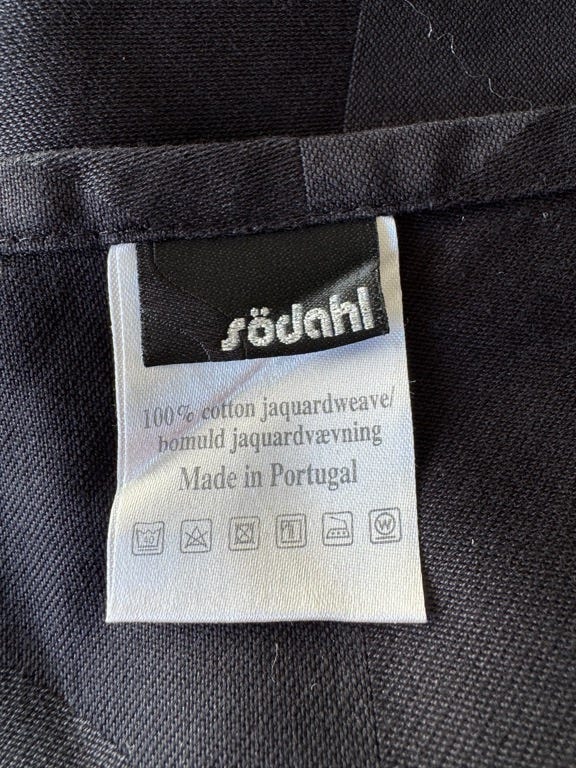 södahl
100% cotton jaquardweave/
bomuld jaquardvævning
Made in Portugal
W